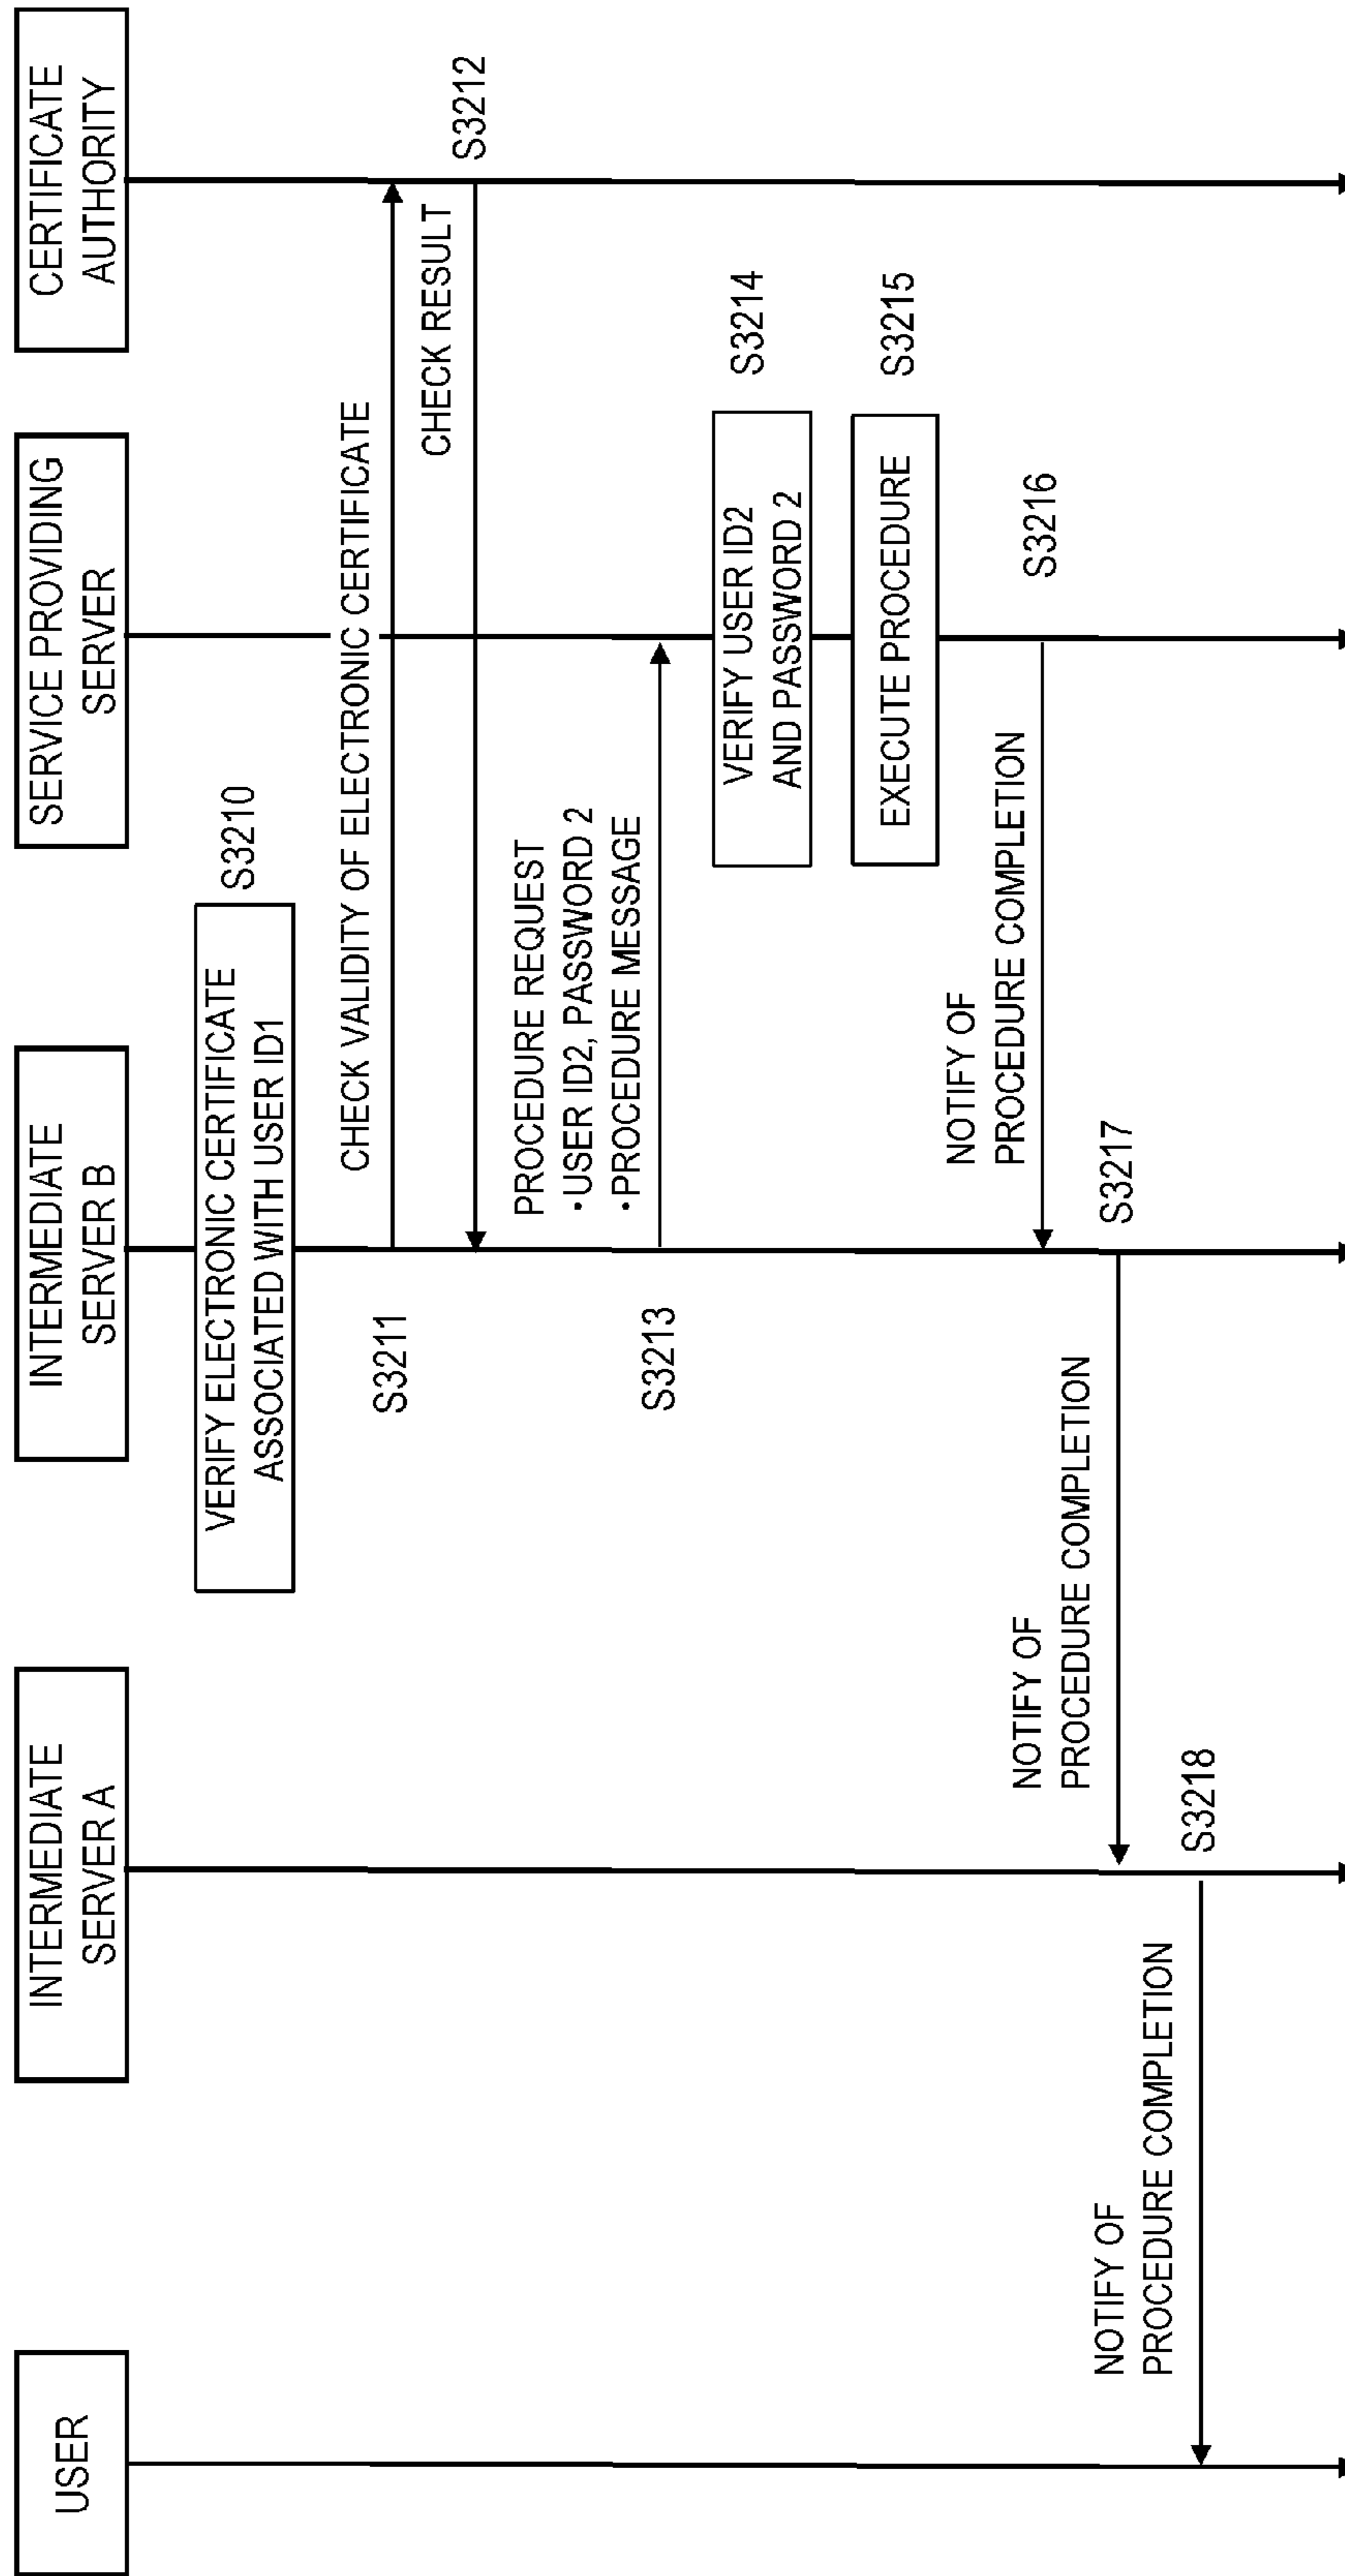 USER
INTERMEDIATE
SERVER A
INTERMEDIATE
SERVER B
SERVICE PROVIDING
SERVER
CERTIFICATE
AUTHORITY
VERIFY ELECTRONIC CERTIFICATE
ASSOCIATED WITH USER ID1
S3210
CHECK VALIDITY OF ELECTRONIC CERTIFICATE
S3211
CHECK RESULT
S3212
PROCEDURE REQUEST
・USER ID2, PASSWORD 2
・PROCEDURE MESSAGE
S3213
VERIFY USER ID2
AND PASSWORD 2
S3214
EXECUTE PROCEDURE
S3215
NOTIFY OF
PROCEDURE COMPLETION
S3216
NOTIFY OF
PROCEDURE COMPLETION
S3217
NOTIFY OF
PROCEDURE COMPLETION
S3218